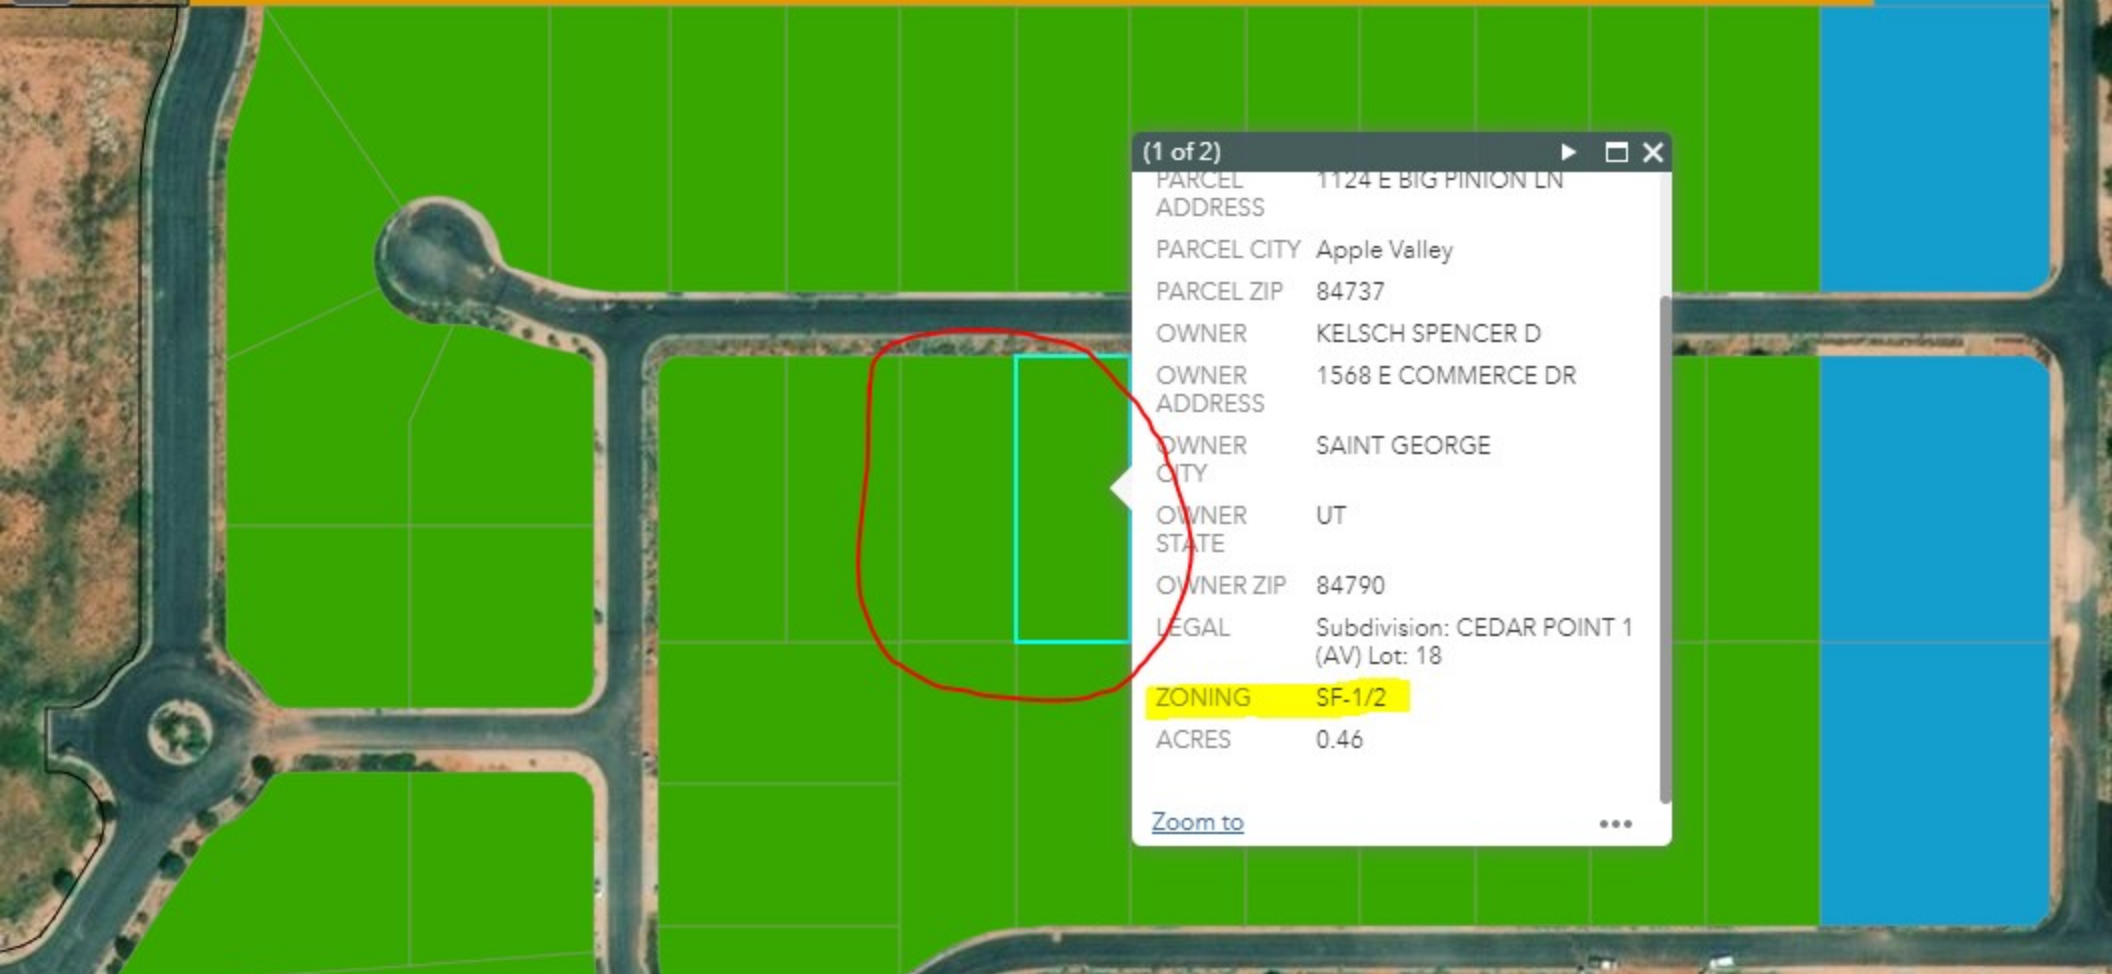 (1 of 2)
PARCEL 1124 E BIG PINION LN
ADDRESS
PARCEL CITY Apple Valley
PARCEL ZIP 84737
OWNER KELSCH SPENCER D
OWNER 1568 E COMMERCE DR
ADDRESS
OWNER SAINT GEORGE
CITY
OWNER UT
STATE
OWNER ZIP 84790
LEGAL Subdivision: CEDAR POINT 1
(AV) Lot: 18
ZONING SF-1/2
ACRES 0.46
Zoom to